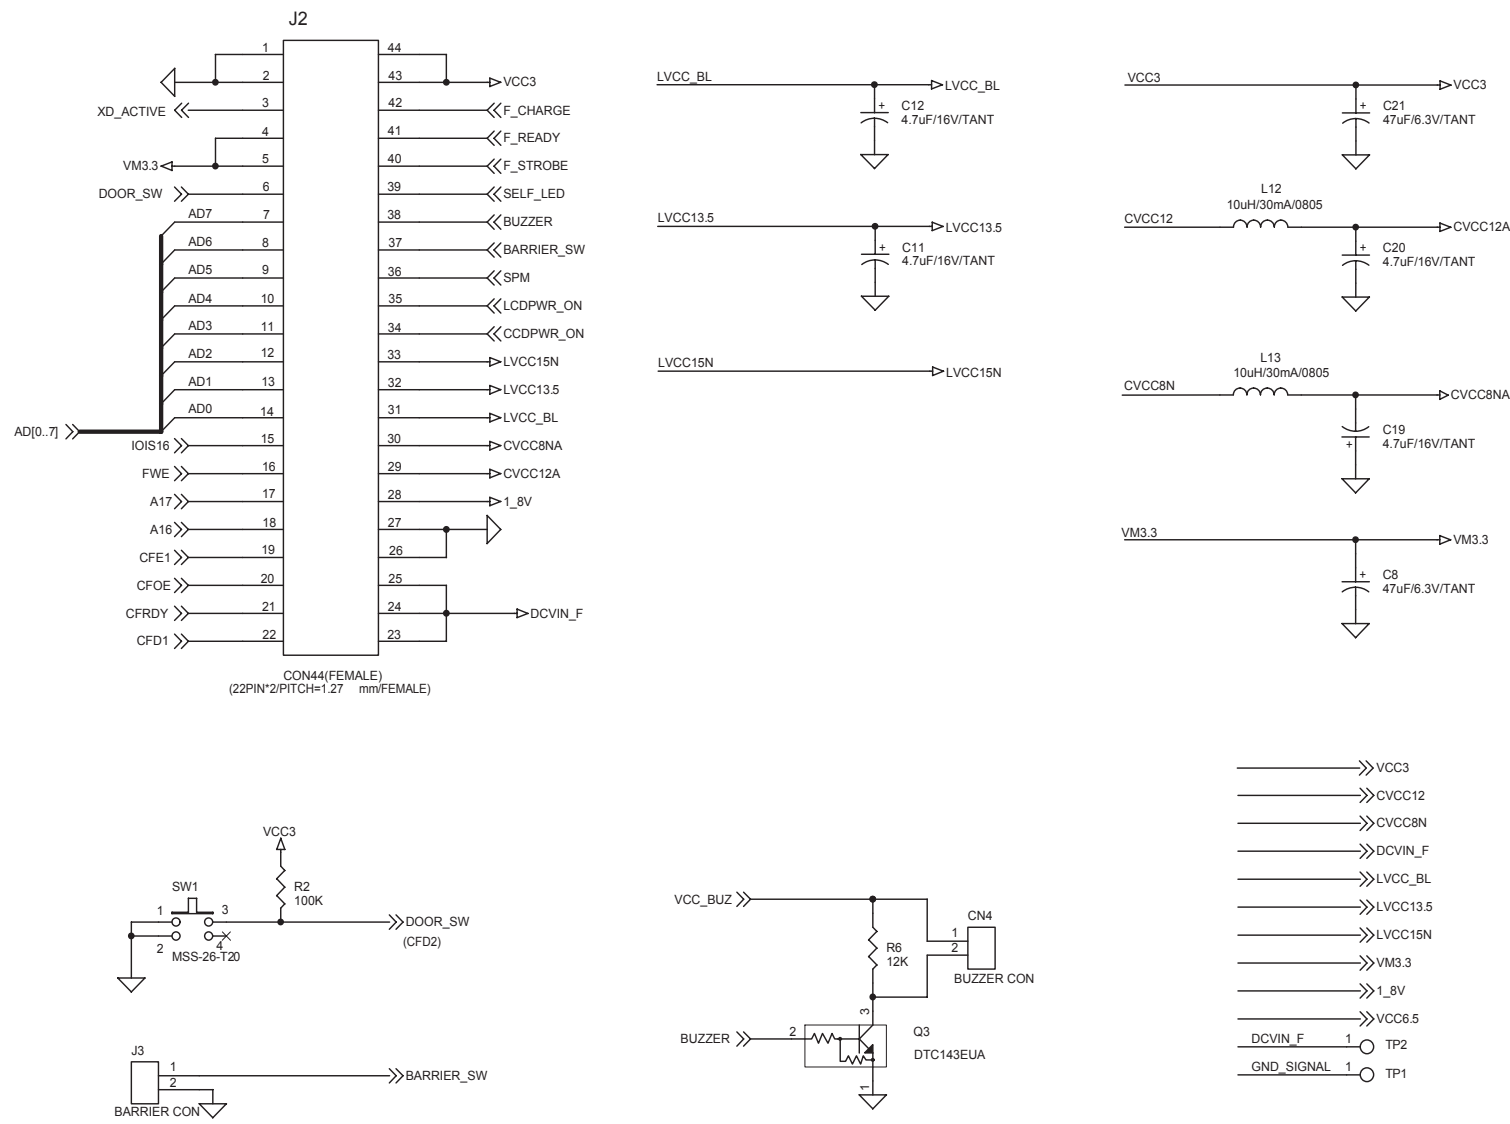 J2
1
44
2
43
VCC3
XD_ACTIVE
3
42
F_CHARGE
4
41
F_READY
VM3.3
5
40
F_STROBE
DOOR_SW
6
39
SELF_LED
AD7
7
38
BUZZER
AD6
8
37
BARRIER_SW
AD5
9
36
SPM
AD4
10
35
LCDPWR_ON
AD3
11
34
CCDPWR_ON
AD2
12
33
LVCC15N
AD1
13
32
LVCC13.5
AD0
14
31
LVCC_BL
AD[0..7]
IOIS16
15
30
CVCC8NA
FWE
16
29
CVCC12A
A17
17
28
1_8V
A16
18
27
CFE1
19
26
CFOE
20
25
CFRDY
21
24
DCVIN_F
CFD1
22
23
CON44(FEMALE)
(22PIN*2/PITCH=1.27 mm/FEMALE)
LVCC_BL
LVCC_BL
+
C12
4.7uF/16V/TANT
LVCC13.5
LVCC13.5
+
C11
4.7uF/16V/TANT
LVCC15N
LVCC15N
VCC3
VCC3
+
C21
47uF/6.3V/TANT
L12
10uH/30mA/0805
CVCC12
CVCC12A
+
C20
4.7uF/16V/TANT
L13
10uH/30mA/0805
CVCC8N
CVCC8NA
C19
4.7uF/16V/TANT
+
VM3.3
VM3.3
+
C8
47uF/6.3V/TANT
VCC3
R2
100K
SW1
1
3
2
4
MSS-26-T20
DOOR_SW
(CFD2)
J3
1
2
BARRIER_SW
BARRIER CON
VCC_BUZ
R6
12K
CN4
1
2
BUZZER CON
BUZZER
2
3
1
Q3
DTC143EUA
VCC3
CVCC12
CVCC8N
DCVIN_F
LVCC_BL
LVCC13.5
LVCC15N
VM3.3
1_8V
VCC6.5
DCVIN_F
1
TP2
GND_SIGNAL
1
TP1